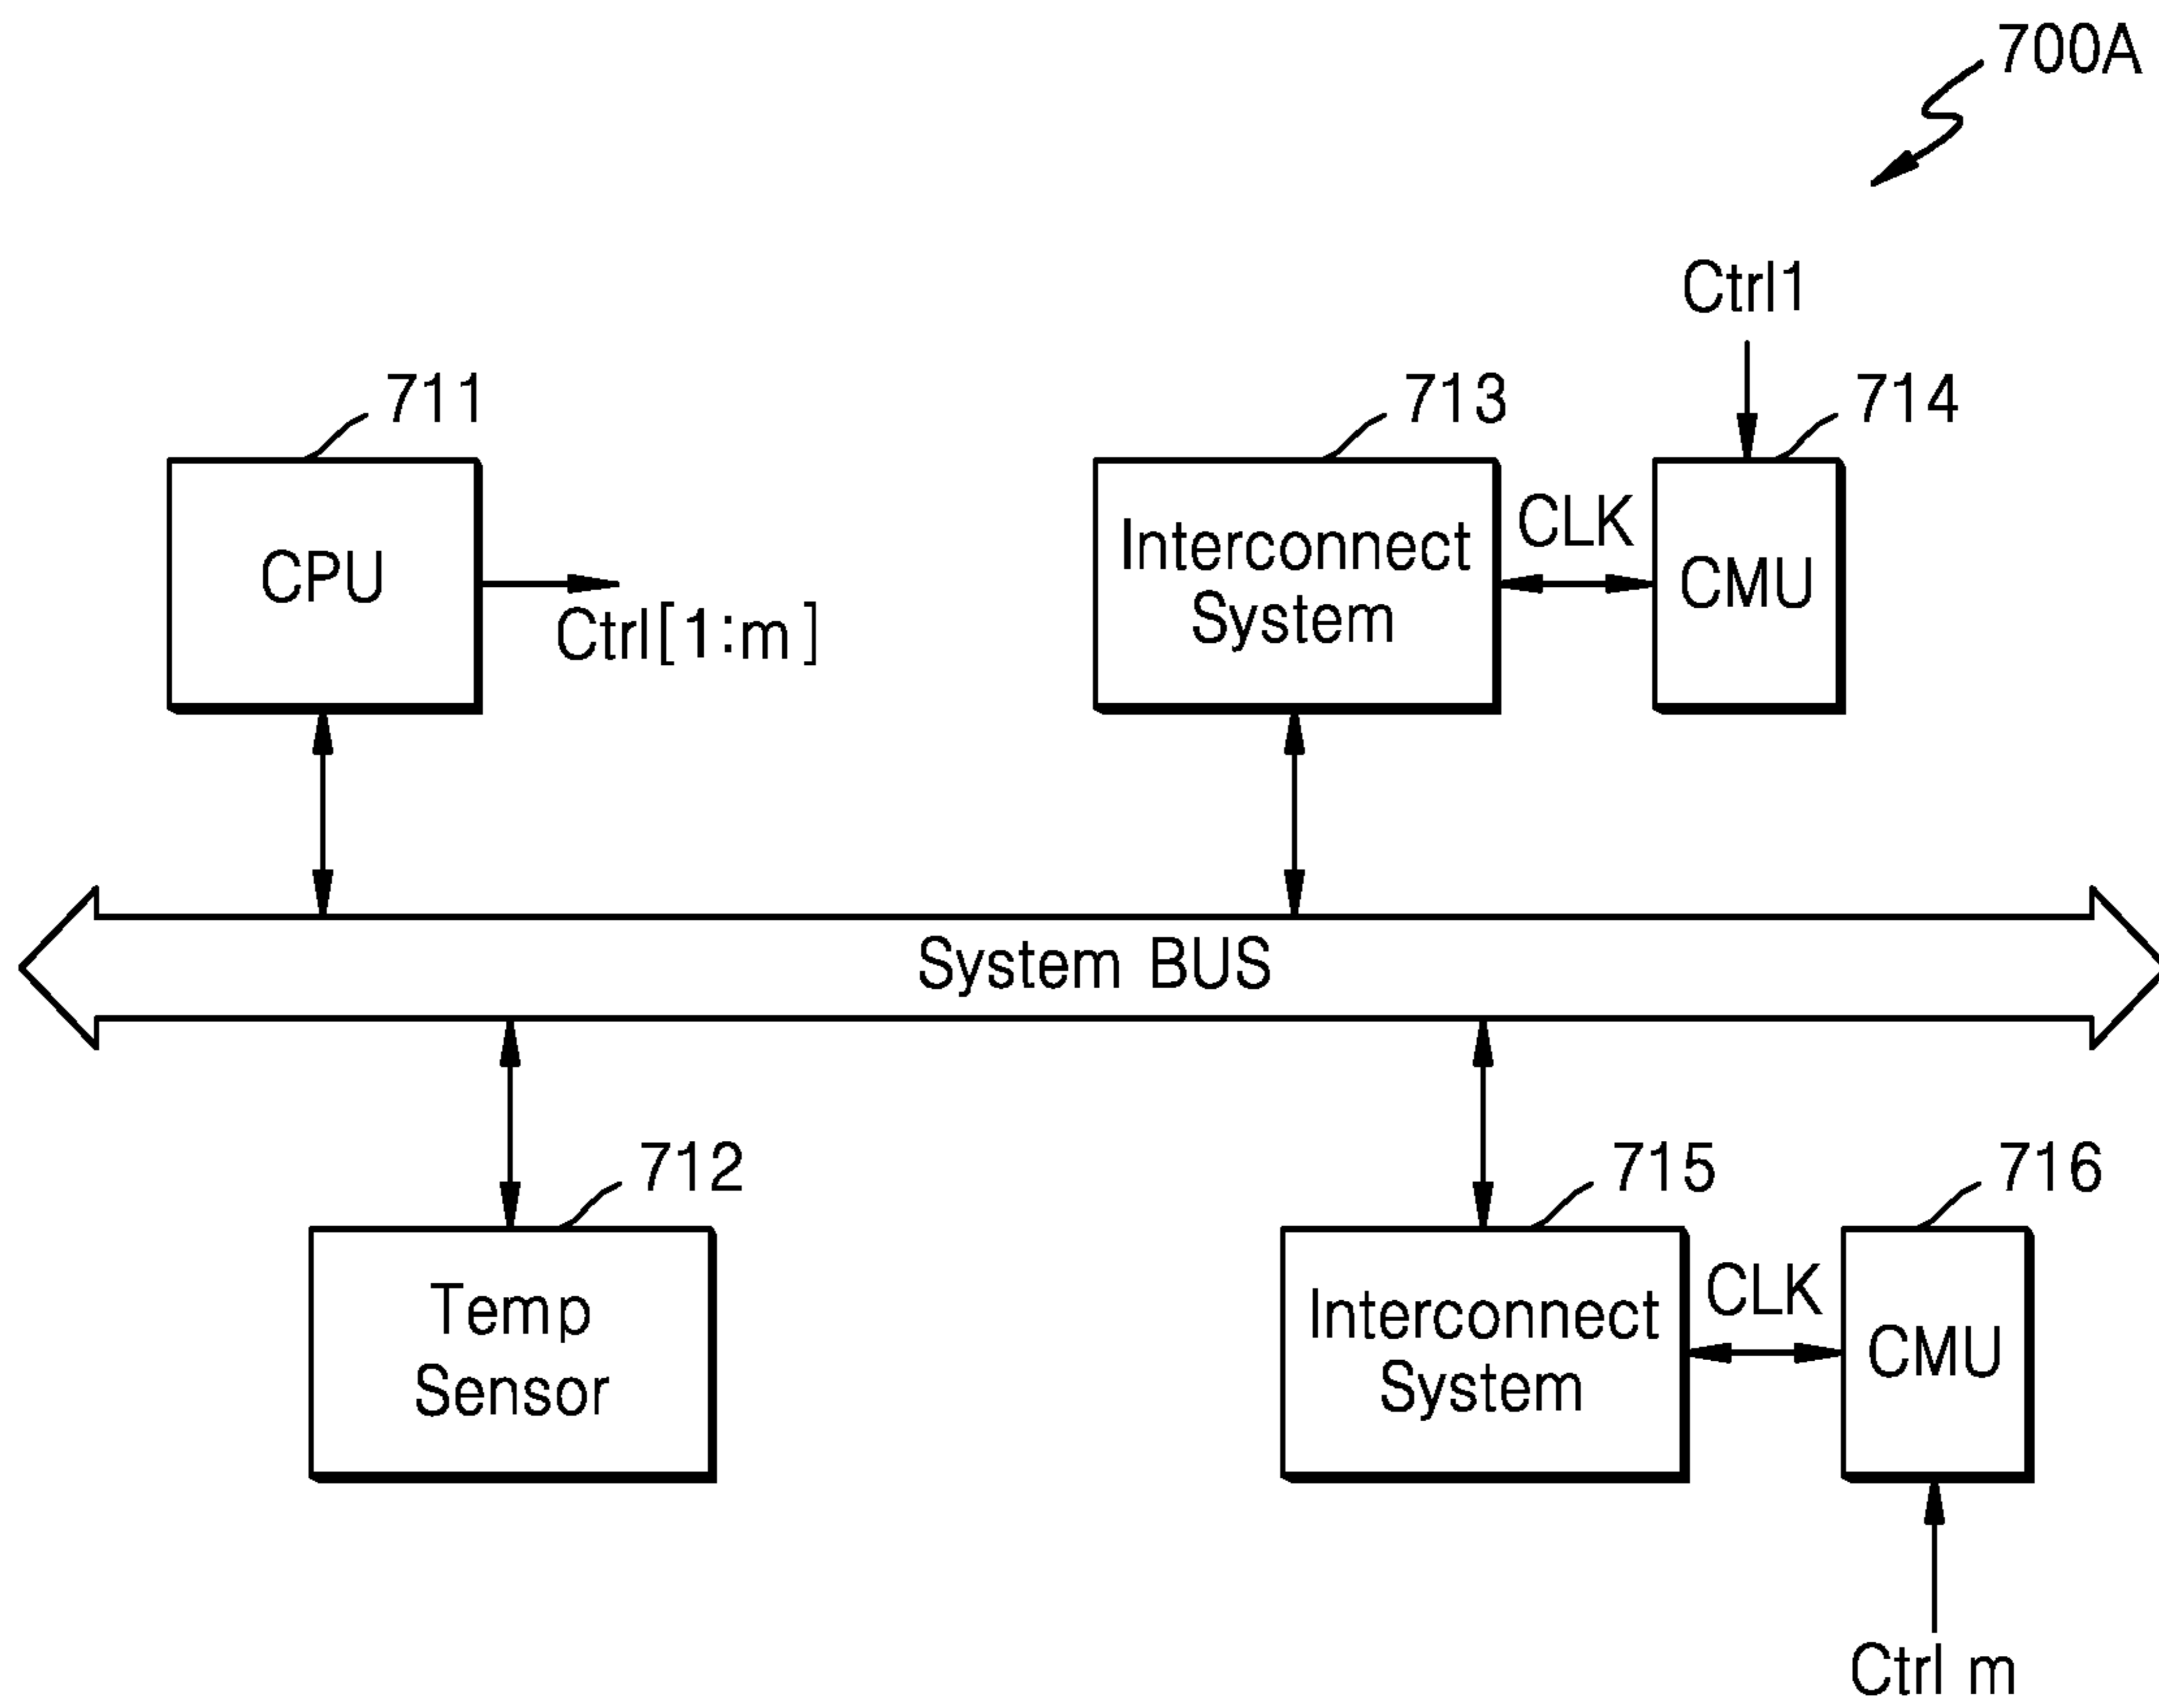 700A
Ctrl1
711
713
714
CPU
Ctrl[1:m]
Interconnect
System
CLK
CMU
System BUS
712
715
716
Temp
Sensor
Interconnect
System
CLK
CMU
Ctrl m